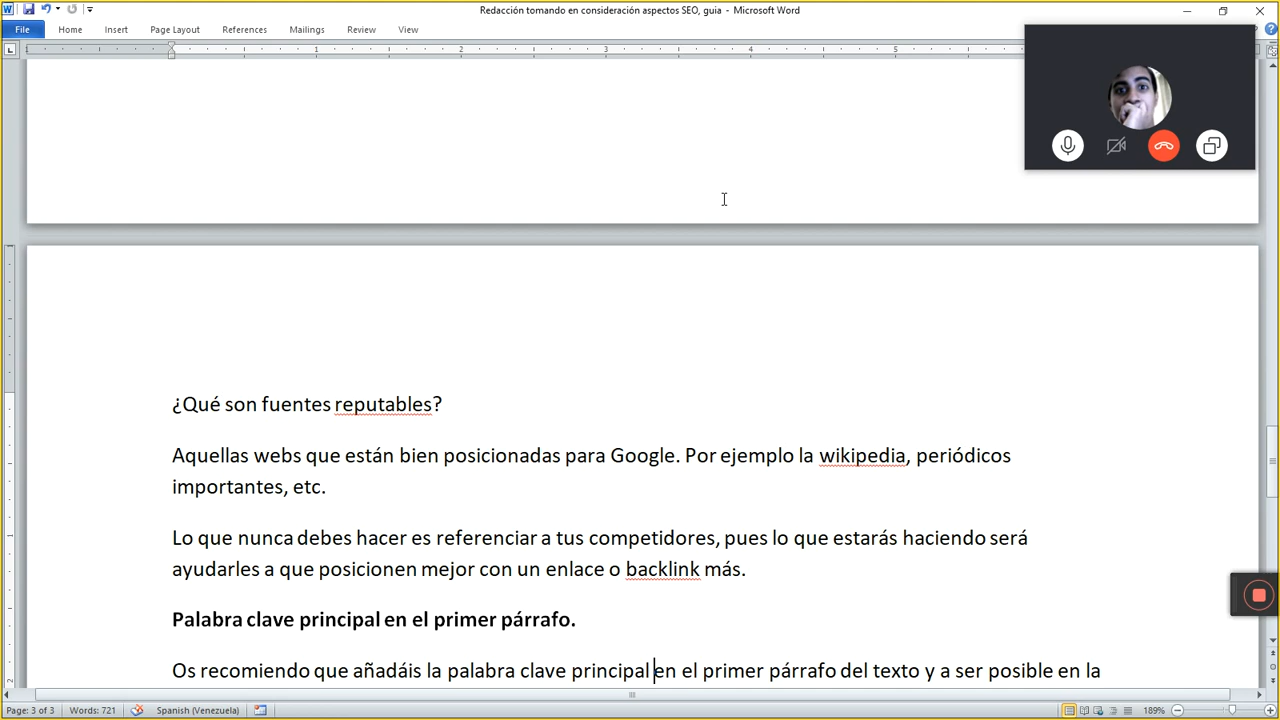 Redacción tomando en consideración aspectos SEO, guia - Microsoft Word
File Home Insert Page Layout References Mailings Review View
1 2 3 4 5
¿Qué son fuentes reputables?
Aquellas webs que están bien posicionadas para Google. Por ejemplo la wikipedia, periódicos
importantes, etc.
Lo que nunca debes hacer es referenciar a tus competidores, pues lo que estarás haciendo será
ayudarles a que posicionen mejor con un enlace o backlink más.
Palabra clave principal en el primer párrafo.
Os recomiendo que añadáis la palabra clave principal en el primer párrafo del texto y a ser posible en la
Page: 3 of 3 Words: 721 Spanish (Venezuela) 189%